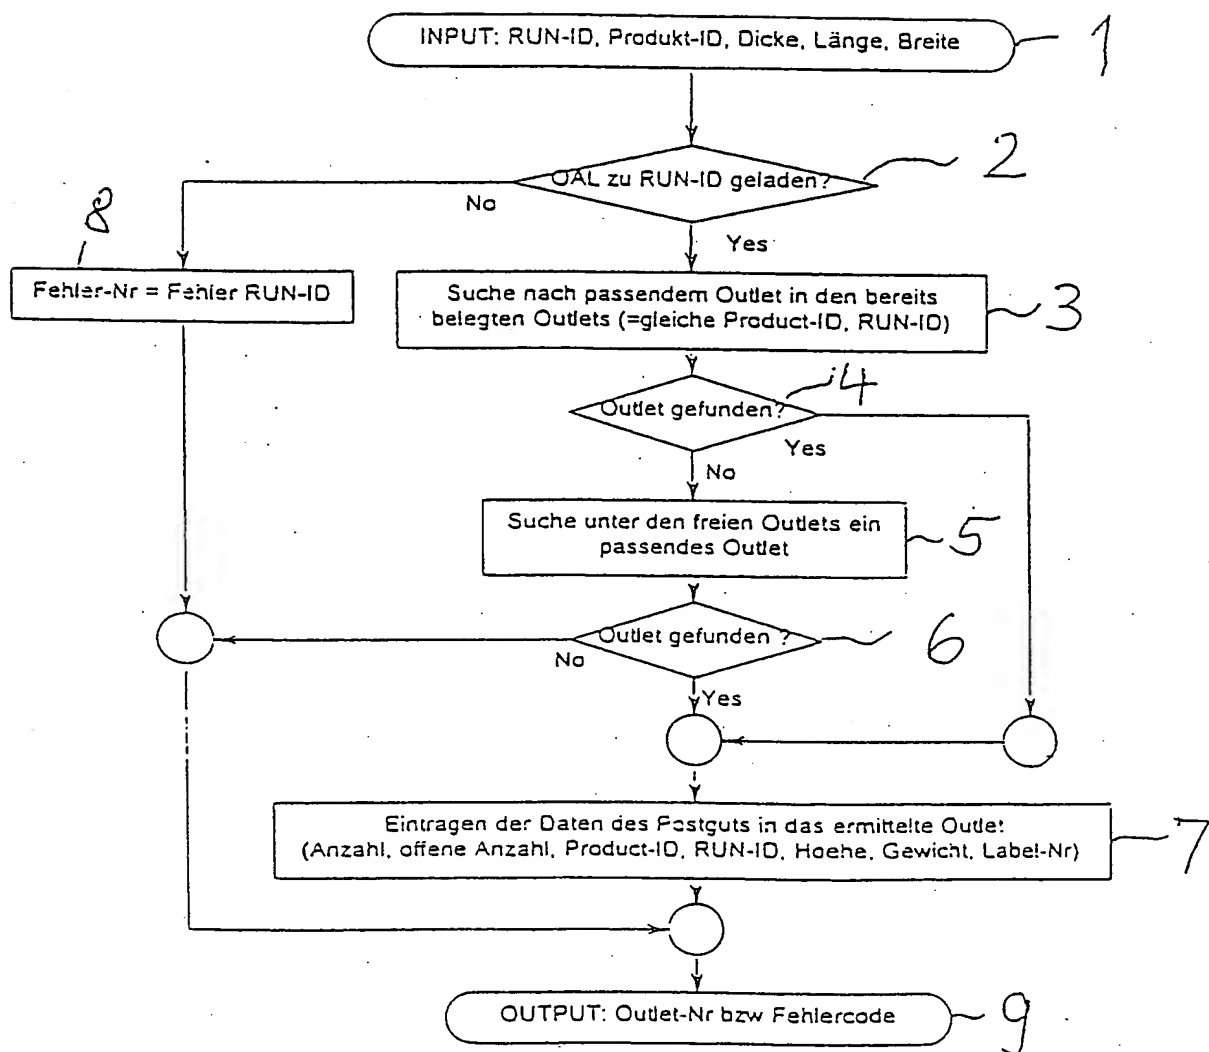 INPUT: RUN-ID, Produkt-ID, Dicke, Länge, Breite
1
OAL zu RUN-ID geladen?
2
No
Yes
8
Fehler-Nr = Fehler RUN-ID
Suche nach passendem Outlet in den bereits
belegten Outlets (=gleiche Product-ID, RUN-ID)
3
Outlet gefunden?
4
Yes
No
Suche unter den freien Outlets ein
passendes Outlet
5
Outlet gefunden ?
6
No
Yes
Eintragen der Daten des Postguts in das ermittelte Outlet
(Anzahl, offene Anzahl, Product-ID, RUN-ID, Hoehe, Gewicht, Label-Nr)
7
OUTPUT: Outlet-Nr bzw Fehlercode
9